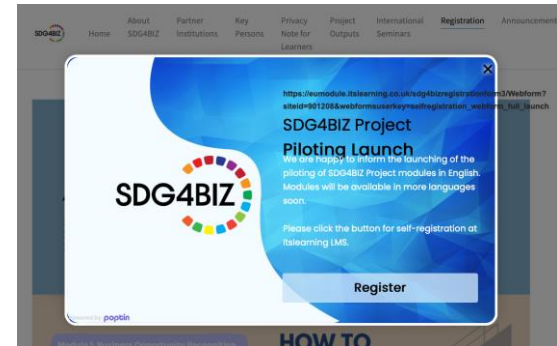 SDG4BIZ
Home
About SDG4BIZ
Partner Institutions
Key Persons
Privacy Note for Learners
Project Outputs
International Seminars
Registration
Announcement
https://eumodule.itslearning.co.uk/sdg4bizregistrationform3/Webform?
siteid=901208&webformsuserkey=selfregistration_webform_full_launch
SDG4BIZ Project
Piloting Launch
We are happy to inform the launching of the
piloting of SDG4BIZ Project modules in English.
Modules will be available in more languages
soon.
Please click the button for self-registration at
Itslearning LMS.
SDG4BIZ
Register
Powered by poptin
HOW TO